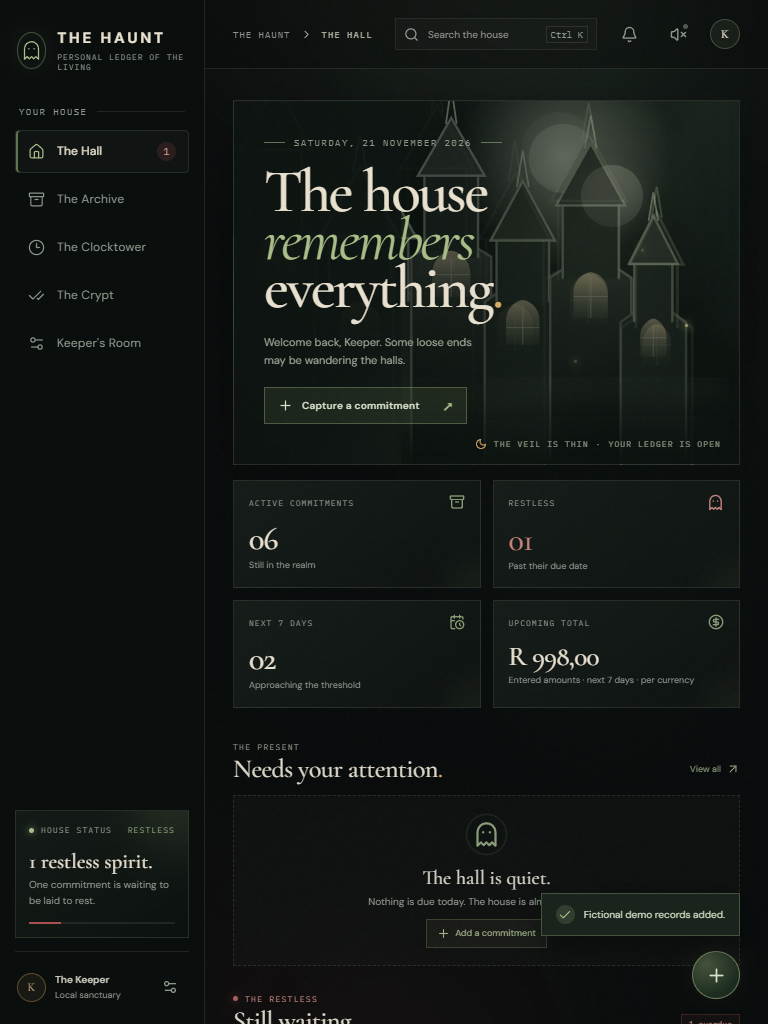 THE HAUNT
PERSONAL LEDGER OF THE
LIVING
YOUR HOUSE
The Hall
1
The Archive
The Clocktower
The Crypt
Keeper's Room
HOUSE STATUS
RESTLESS
1 restless spirit.
One commitment is waiting to
be laid to rest.
K
The Keeper
Local sanctuary
THE HAUNT
THE HALL
Search the house
Ctrl K
K
SATURDAY, 21 NOVEMBER 2026
The house
remembers
everything.
Welcome back, Keeper. Some loose ends
may be wandering the halls.
Capture a commitment
THE VEIL IS THIN · YOUR LEDGER IS OPEN
ACTIVE COMMITMENTS
06
Still in the realm
RESTLESS
01
Past their due date
NEXT 7 DAYS
02
Approaching the threshold
UPCOMING TOTAL
R 998,00
Entered amounts · next 7 days · per currency
THE PRESENT
Needs your attention.
View all
The hall is quiet.
Nothing is due today. The house is
Add a commitment
Fictional demo records added.
THE RESTLESS
Still waiting
1 overdue